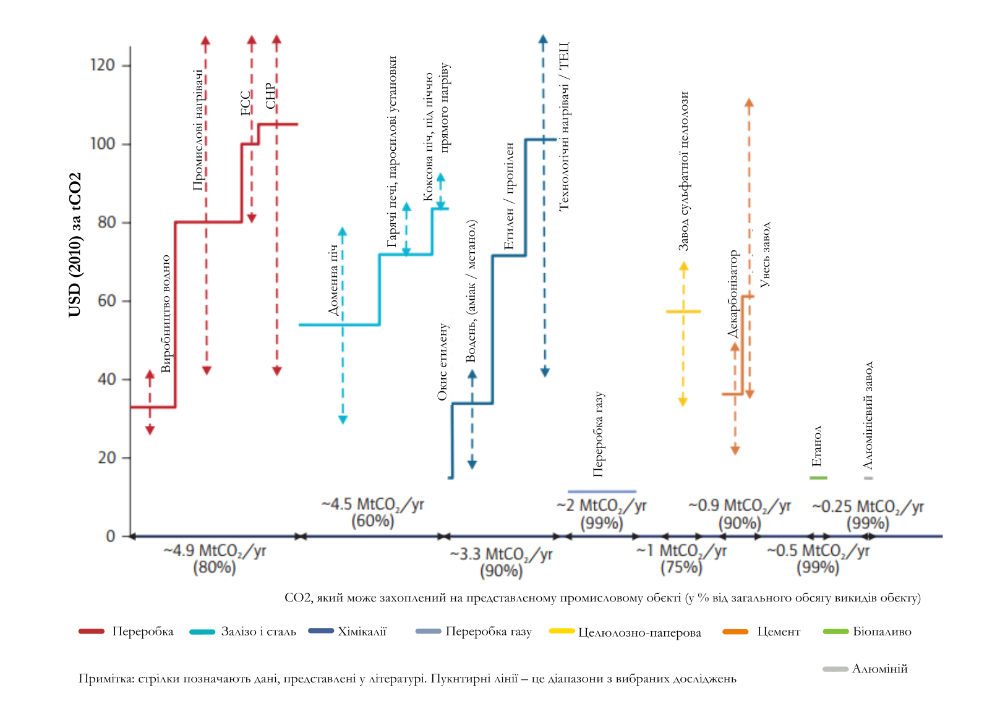 USD (2010) за tCO2
120
100
80
60
40
20
0
Виробництво водню
Промислові нагрівачі
FCC
CHP
Доменна піч
Гарячі печі, паросилові установки
Коксова піч, під піччю
прямого нагріву
Окис етилену
Водень, (аміак / метанол)
Етилен / пропілен
Технологічні нагрівачі / ТЕЦ
Переробка газу
Завод сульфатної целюлози
Декарбонізатор
Увесь завод
Етанол
Алюмінієвий завод
~4.5 MtCO₂/yr
(60%)
~2 MtCO₂/yr
(99%)
~0.9 MtCO₂/yr
(90%)
~0.25 MtCO₂/yr
(99%)
~4.9 MtCO₂/yr
(80%)
~3.3 MtCO₂/yr
(90%)
~1 MtCO₂/yr
(75%)
~0.5 MtCO₂/yr
(99%)
CO2, який може захоплений на представленому промисловому обєкті (у % від загального обсягу викидів обєкту)
Переробка
Залізо і сталь
Хімікалії
Переробка газу
Целюлозно-паперова
Цемент
Біопаливо
Алюміній
Примітка: стрілки позначають дані, представлені у літературі. Пукнтирні лінії – це діапазони з вибраних досліджень